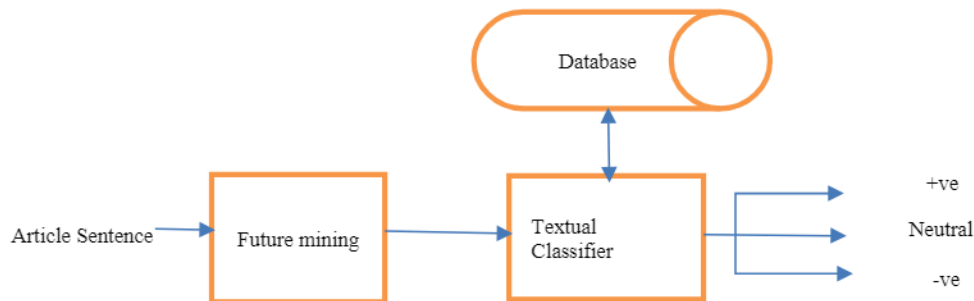 Database
Article Sentence
Future mining
Textual
Classifier
+ve
Neutral
-ve